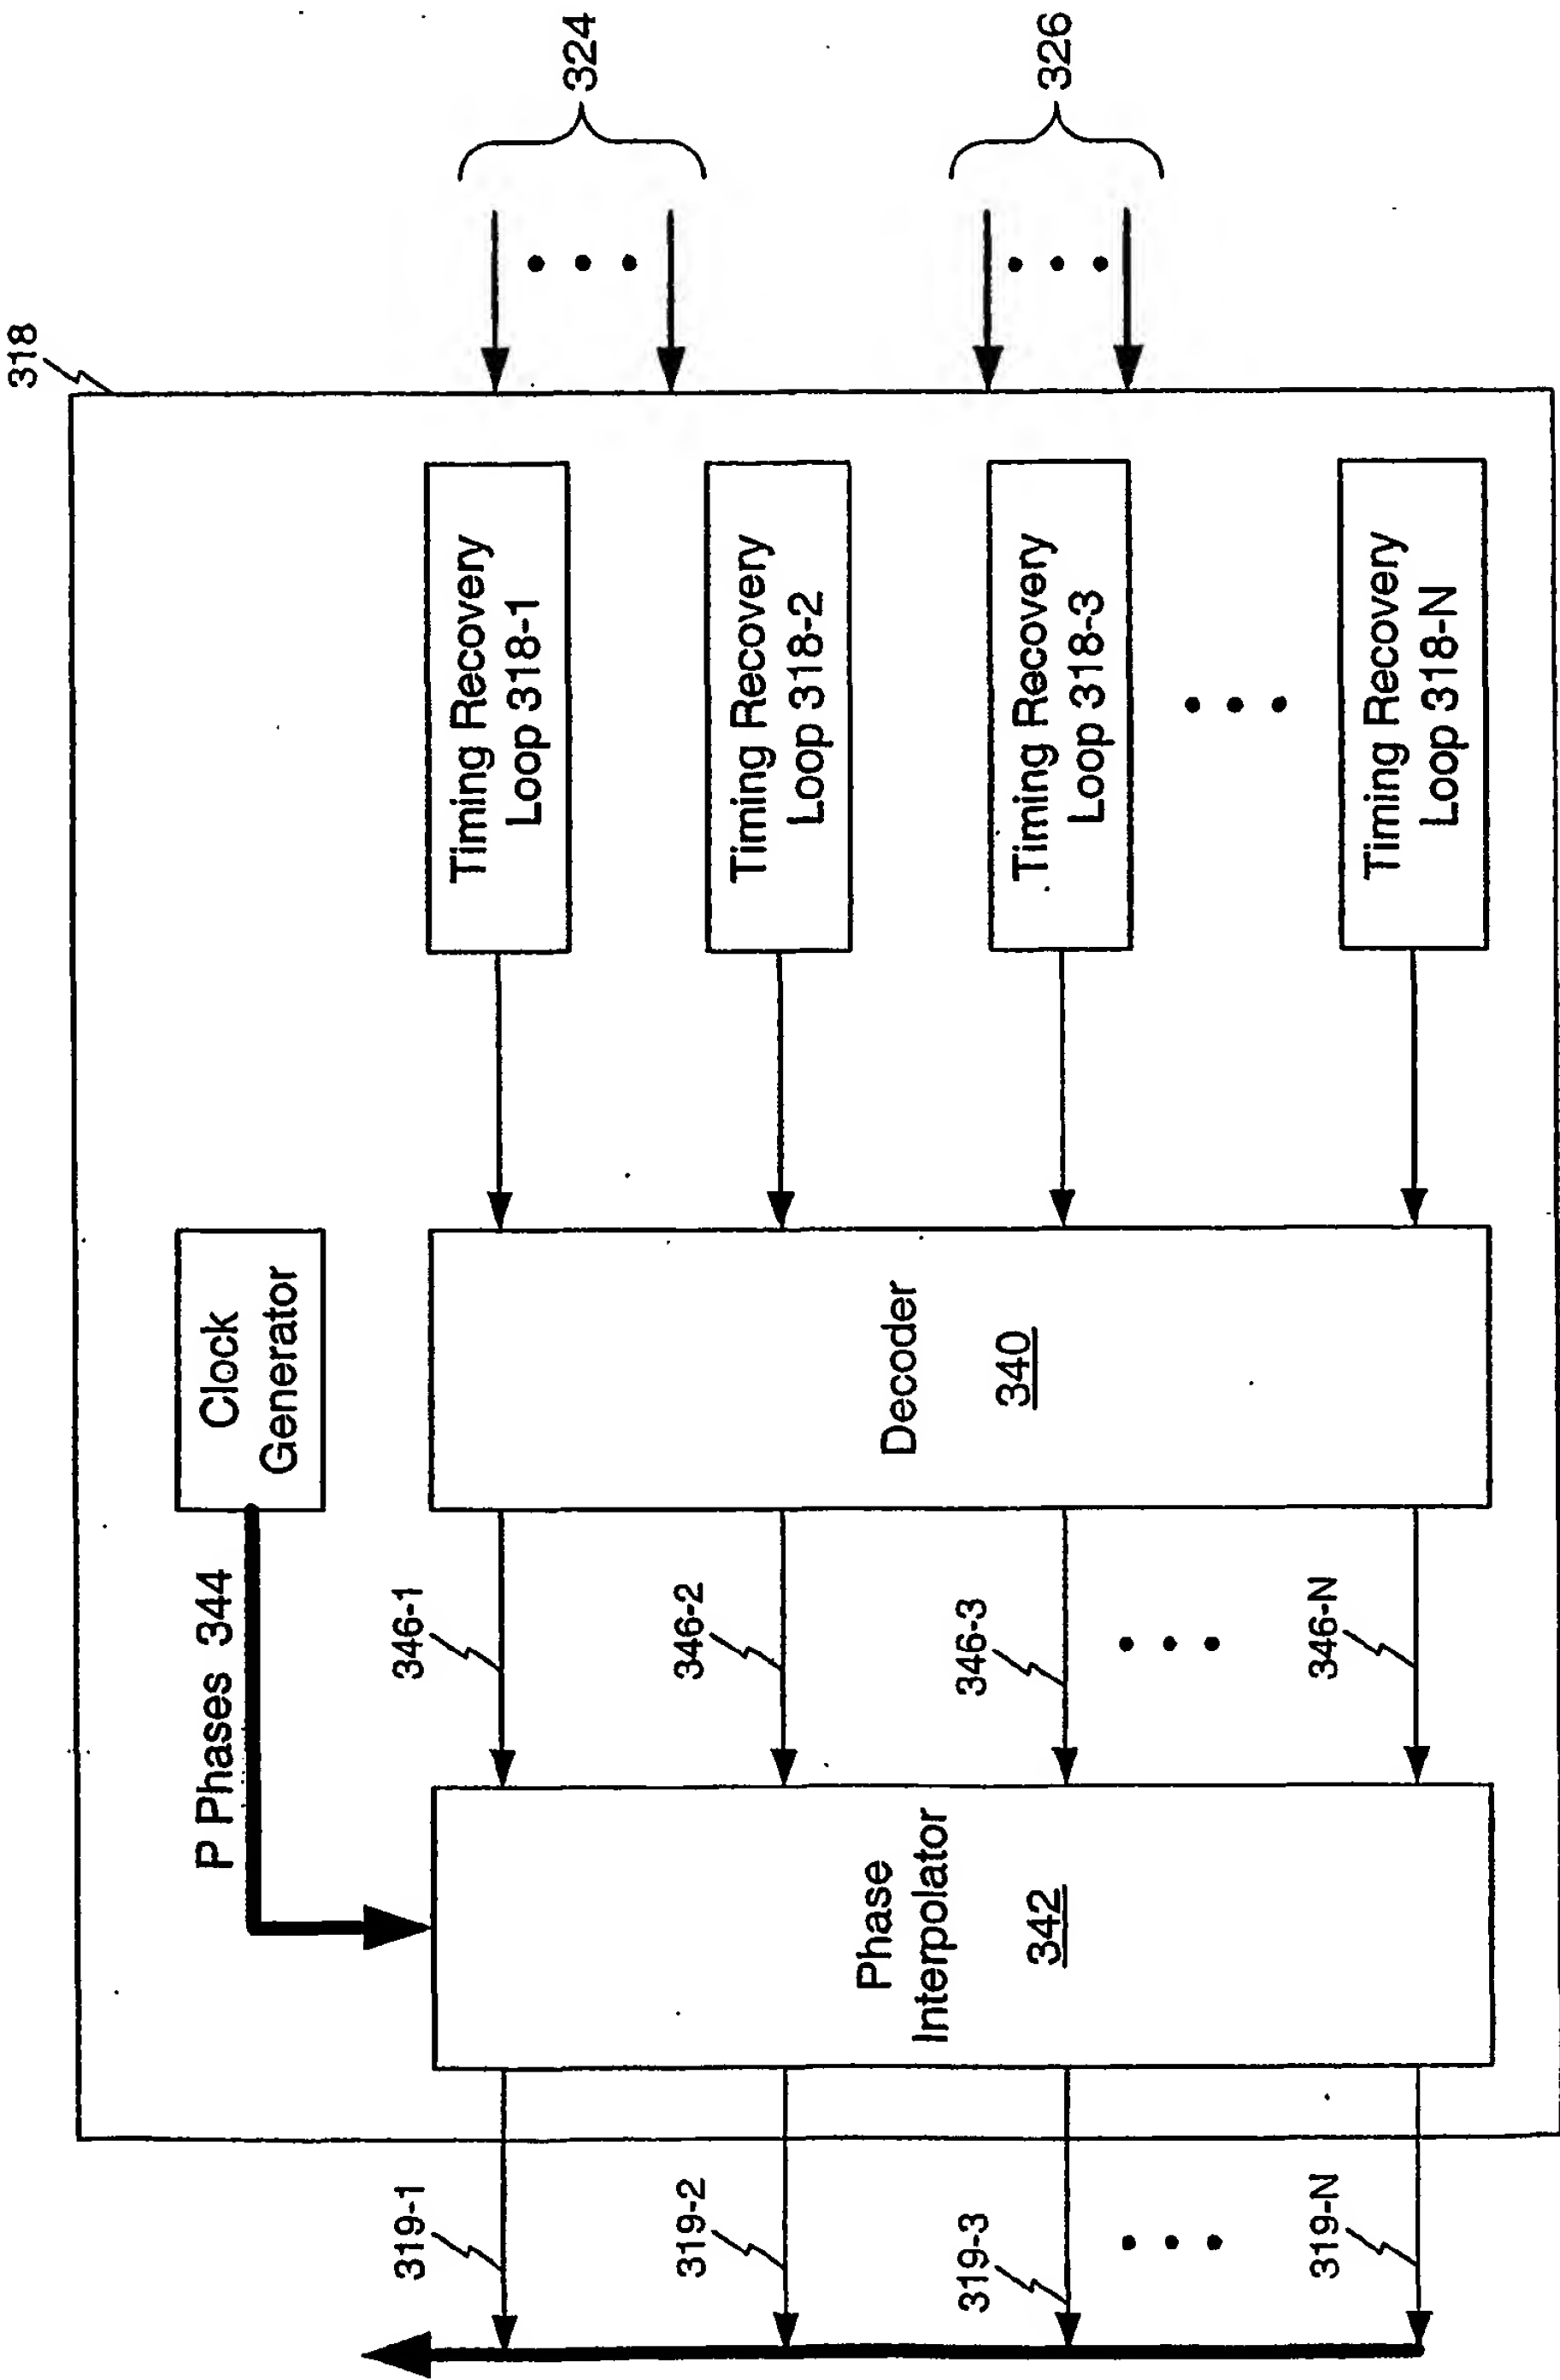 318
324
326
Timing Recovery
Loop 318-1
Timing Recovery
Loop 318-2
Timing Recovery
Loop 318-3
Timing Recovery
Loop 318-N
Clock
Generator
P Phases 344
Decoder
340
346-1
346-2
346-3
346-N
Phase
Interpolator
342
319-1
319-2
319-3
319-N